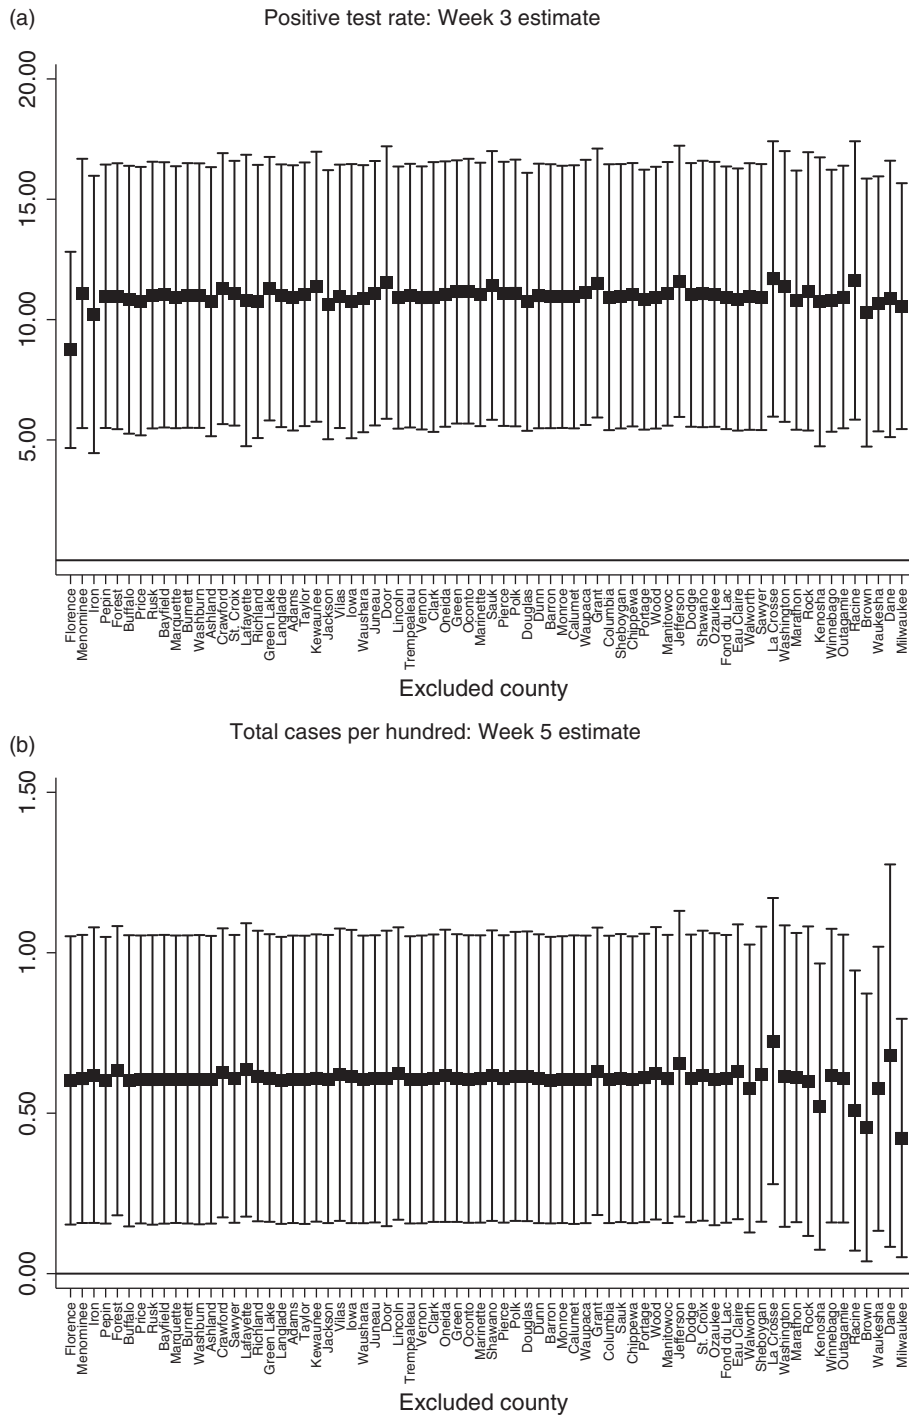 (a)
Positive test rate: Week 3 estimate
20.00
15.00
10.00
5.00
Florence
Menominee
Iron
Pepin
Forest
Buffalo
Price
Rusk
Bayfield
Marquette
Burnett
Washburn
Ashland
Crawford
St. Croix
Lafayette
Richland
Green Lake
Langlade
Adams
Taylor
Kewaunee
Jackson
Vilas
Iowa
Waushara
Juneau
Door
Lincoln
Trempealeau
Vernon
Clark
Oneida
Green
Oconto
Marinette
Sauk
Pierce
Polk
Douglas
Dunn
Barron
Monroe
Calumet
Waupaca
Grant
Columbia
Sheboygan
Chippewa
Portage
Wood
Manitowoc
Jefferson
Dodge
Shawano
Ozaukee
Fond du Lac
Eau Claire
Walworth
Sawyer
La Crosse
Washington
Marathon
Rock
Kenosha
Winnebago
Outagamie
Racine
Brown
Waukesha
Dane
Milwaukee
Excluded county
(b)
Total cases per hundred: Week 5 estimate
1.50
1.00
0.50
0.00
Florence
Menominee
Iron
Pepin
Forest
Buffalo
Price
Rusk
Bayfield
Marquette
Burnett
Washburn
Ashland
Crawford
Sawyer
Lafayette
Richland
Green Lake
Langlade
Adams
Taylor
Kewaunee
Jackson
Vilas
Iowa
Waushara
Juneau
Door
Lincoln
Trempealeau
Vernon
Clark
Oneida
Green
Oconto
Marinette
Shawano
Pierce
Polk
Douglas
Dunn
Barron
Monroe
Calumet
Waupaca
Grant
Columbia
Sauk
Chippewa
Portage
Wood
Manitowoc
Jefferson
Dodge
St. Croix
Ozaukee
Fond du Lac
Eau Claire
Walworth
Sheboygan
La Crosse
Washington
Marathon
Rock
Kenosha
Winnebago
Outagamie
Racine
Brown
Waukesha
Dane
Milwaukee
Excluded county